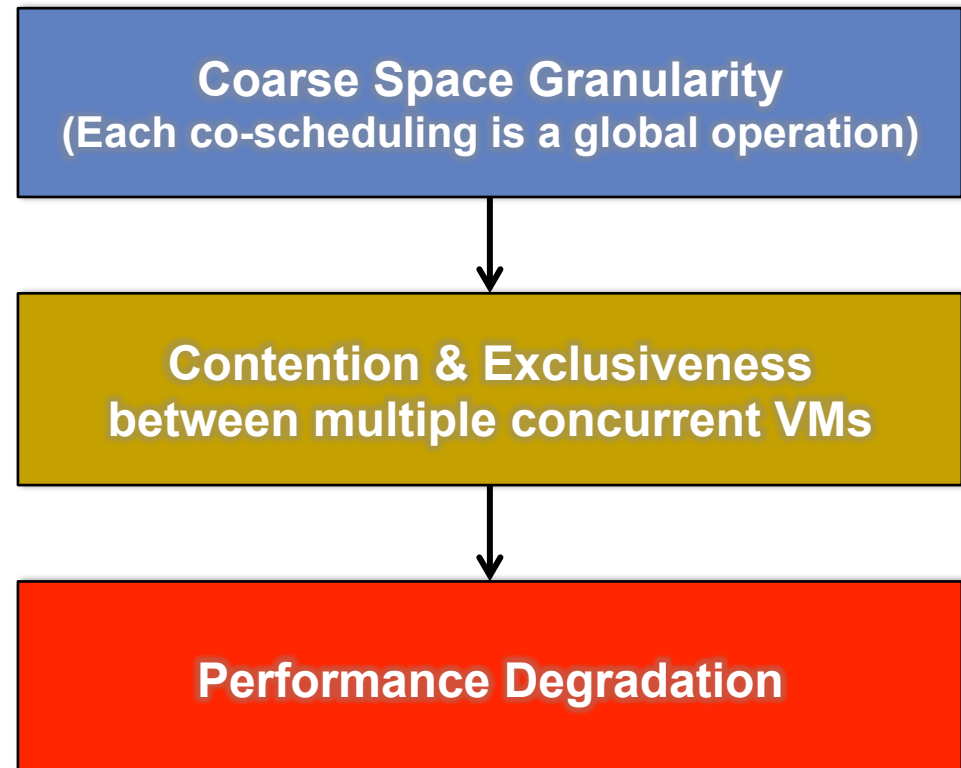 Coarse Space Granularity
(Each co-scheduling is a global operation)
Contention & Exclusiveness
between multiple concurrent VMs
Performance Degradation